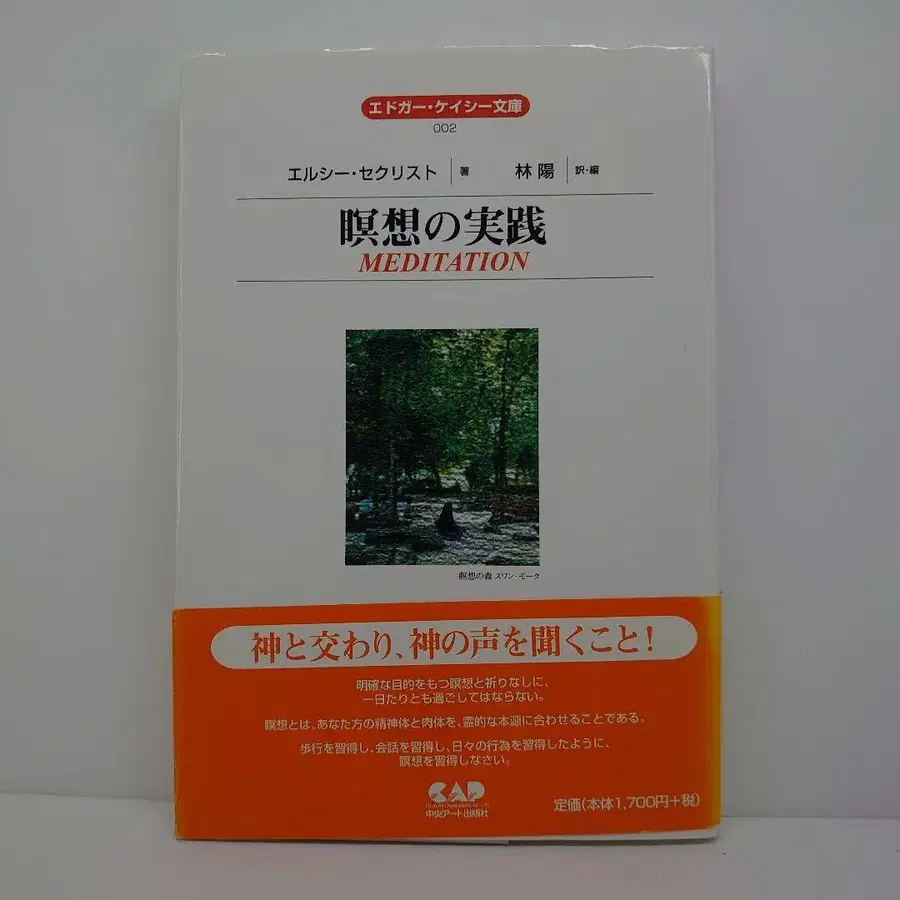 エドガー・ケイシー文庫
002
エルシー・セクリスト 著 林 陽 訳・編
瞑想の実践
MEDITATION
瞑想の森 スワン・モーク
神と交わり、神の声を聞くこと!
明確な目的をもつ瞑想と祈りなしに、
一日たりとも過ごしてはならない。
瞑想とは、あなた方の精神体と肉体を、霊的な本源に合わせることである。
歩行を習得し、会話を習得し、日々の行為を習得したように、
瞑想を習得しなさい。
CAP
中央アート出版社
定価(本体1,700円+税)